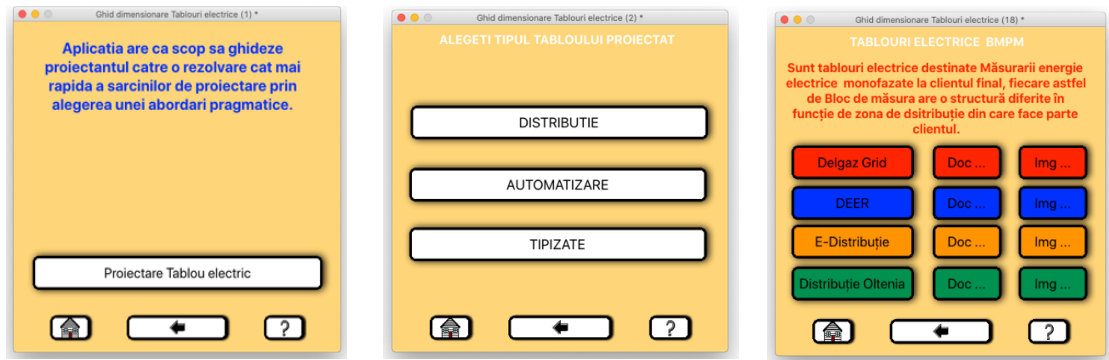 Ghid dimensionare Tablouri electrice (1) *
Aplicatia are ca scop sa ghideze
proiectantul catre o rezolvare cat mai
rapida a sarcinilor de proiectare prin
alegerea unei abordari pragmatice.
Proiectare Tablou electric
?
Ghid dimensionare Tablouri electrice (2) *
ALEGETI TIPUL TABLOULUI PROIECTAT
DISTRIBUTIE
AUTOMATIZARE
TIPIZATE
?
Ghid dimensionare Tablouri electrice (18) *
TABLOURI ELECTRICE BMPM
Sunt tablouri electrice destinate Măsurarii energie
electrice monofazate la clientul final, fiecare astfel
de Bloc de măsura are o structură diferite în
funcție de zona de dsitribuție din care face parte
clientul.
Delgaz Grid Doc ... Img ...
DEER Doc ... Img ...
E-Distribuție Doc ... Img ...
Distribuție Oltenia Doc ... Img ...
?